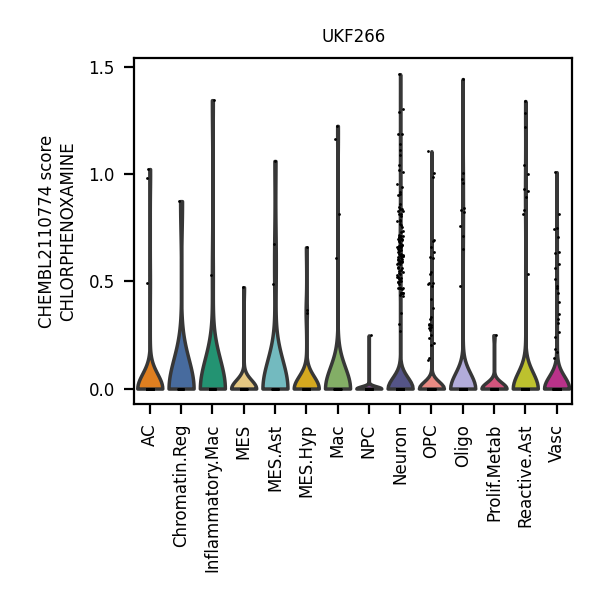 UKF266
CHEMBL2110774 score
CHLORPHENOXAMINE
1.5
1.0
0.5
0.0
AC
Chromatin.Reg
Inflammatory.Mac
MES
MES.Ast
MES.Hyp
Mac
NPC
Neuron
OPC
Oligo
Prolif.Metab
Reactive.Ast
Vasc